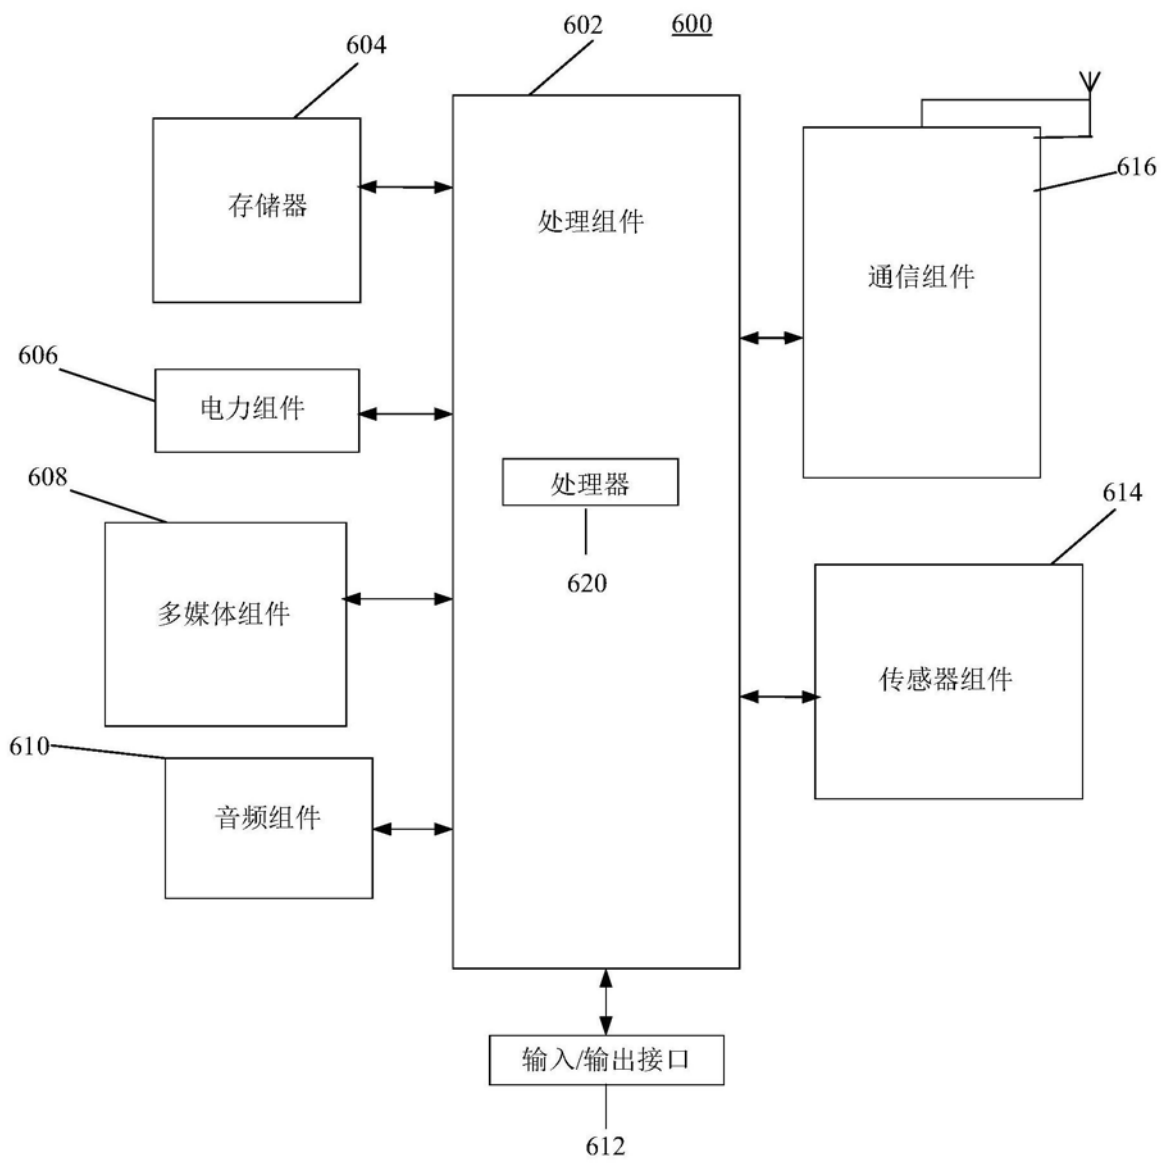 602
600
604
616
存储器
处理组件
通信组件
606
电力组件
608
处理器
614
620
多媒体组件
传感器组件
610
音频组件
输入/输出接口
612